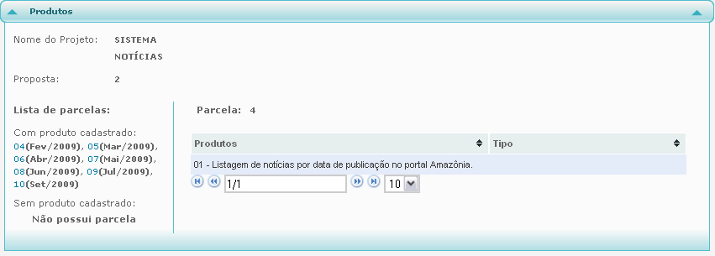 Produtos
Nome do Projeto: SISTEMA
NOTÍCIAS
Proposta: 2
Lista de parcelas:
Com produto cadastrado:
04(Fev/2009), 05(Mar/2009),
06(Abr/2009), 07(Mai/2009),
08(Jun/2009), 09(Jul/2009),
10(Set/2009)
Sem produto cadastrado:
Não possui parcela
Parcela: 4
Produtos Tipo
01 - Listagem de notícias por data de publicação no portal Amazônia.
1/1 10